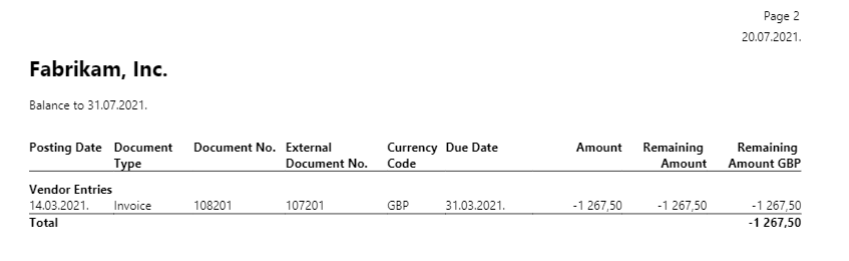 Page 2
20.07.2021.
Fabrikam, Inc.
Balance to 31.07.2021.
Posting Date Document Document No. External Currency Due Date Amount Remaining Remaining
Type Document No. Code Amount Amount GBP
Vendor Entries
14.03.2021. Invoice 108201 107201 GBP 31.03.2021. -1 267,50 -1 267,50 -1 267,50
Total -1 267,50